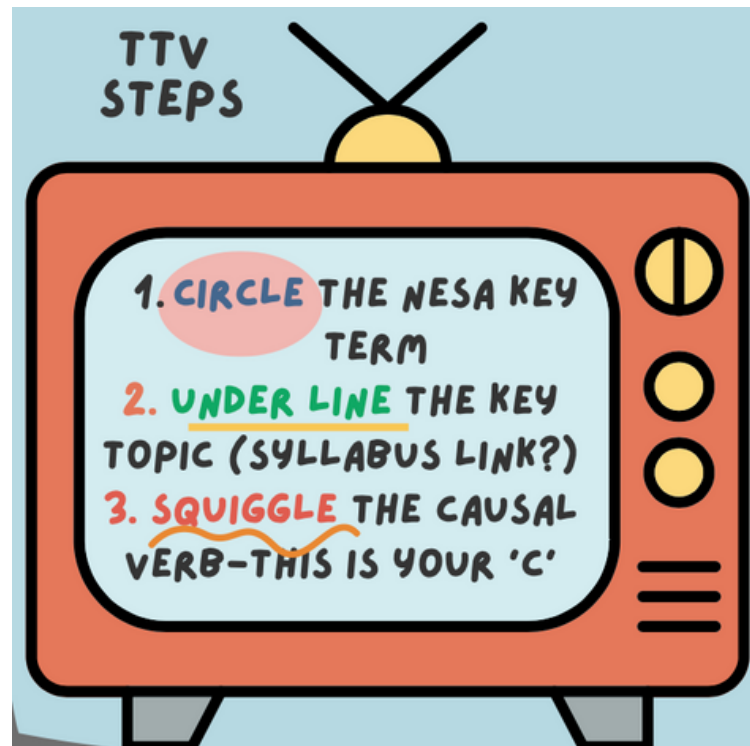 TTV
STEPS
1. CIRCLE THE NESA KEY
TERM
2. UNDER LINE THE KEY
TOPIC (SYLLABUS LINK?)
3. SQUIGGLE THE CAUSAL
VERB-THIS IS YOUR 'C'